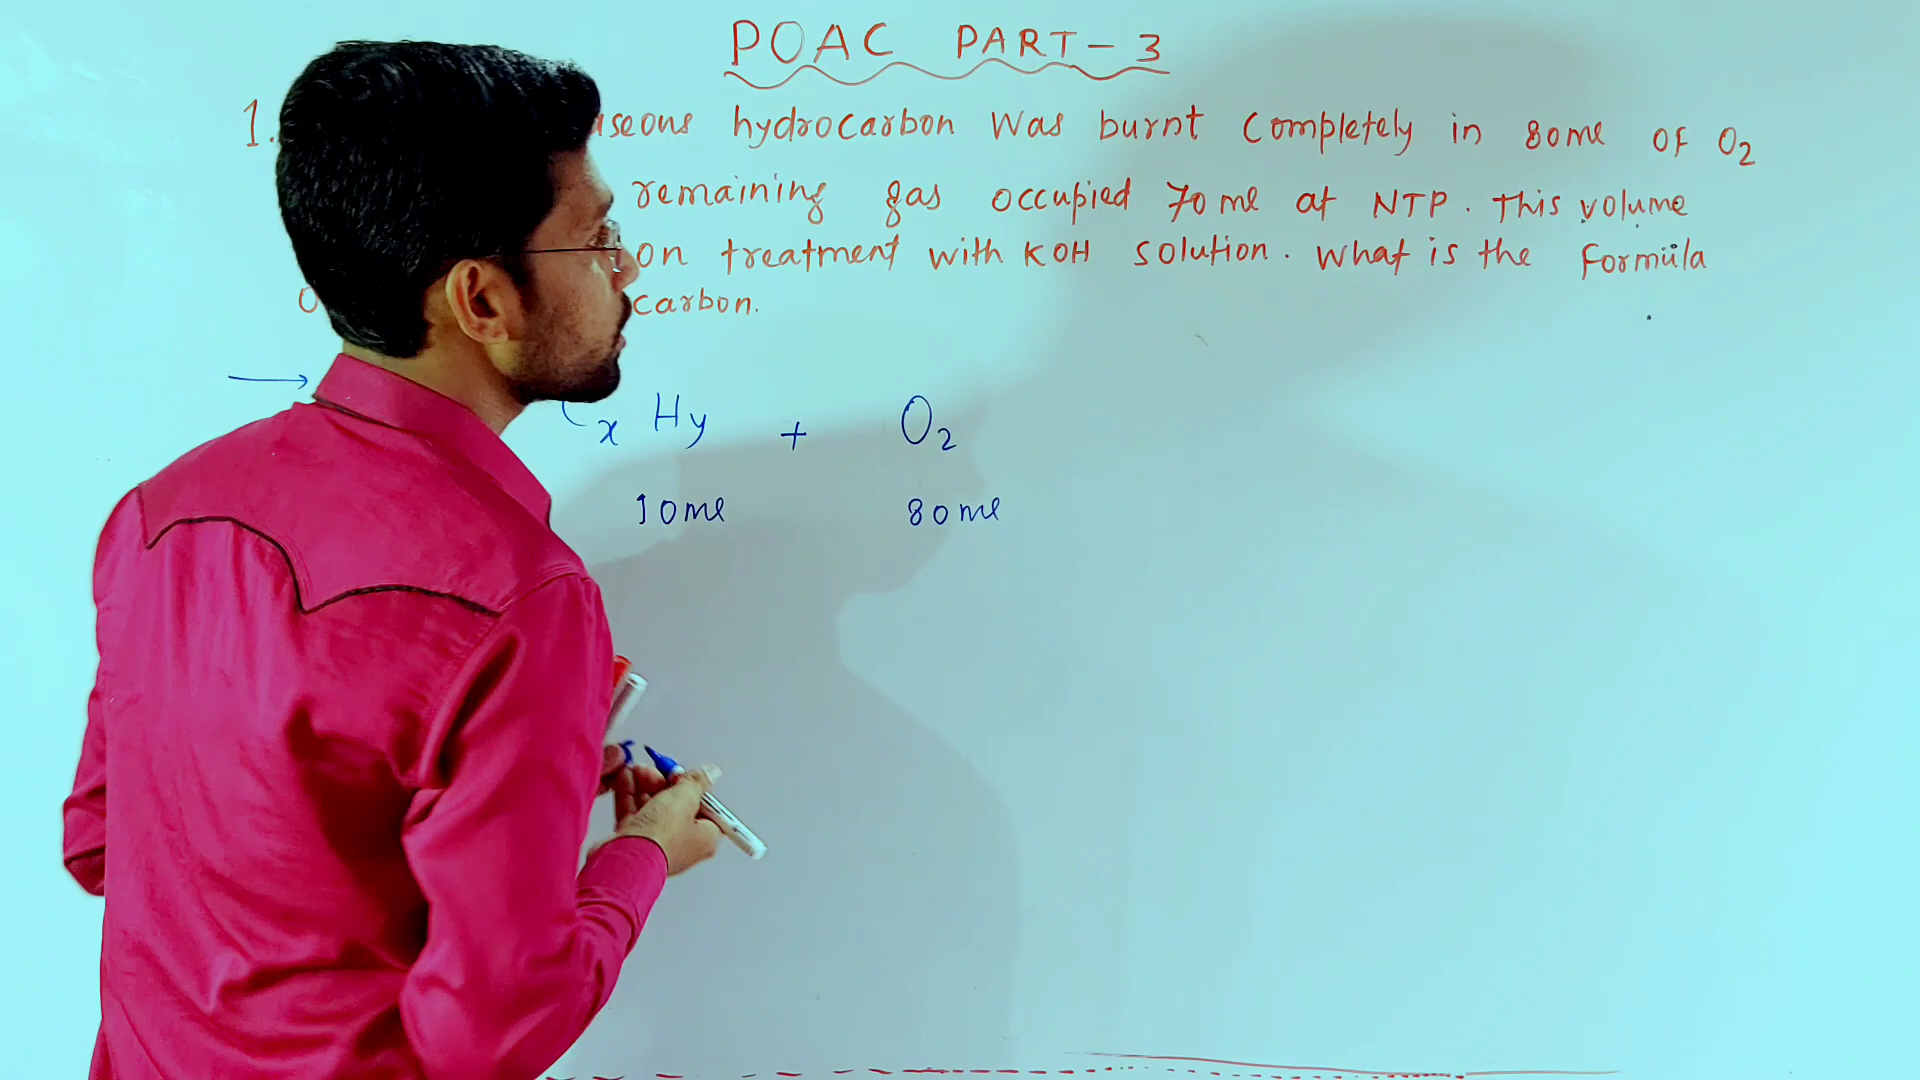 POAC PART-3
1. hydrocarbon was burnt completely in 80ml of O2
remaining gas occupied 70ml at NTP. This volume
on treatment with KOH solution. What is the formula
carbon.
x Hy + O2
10ml 80ml